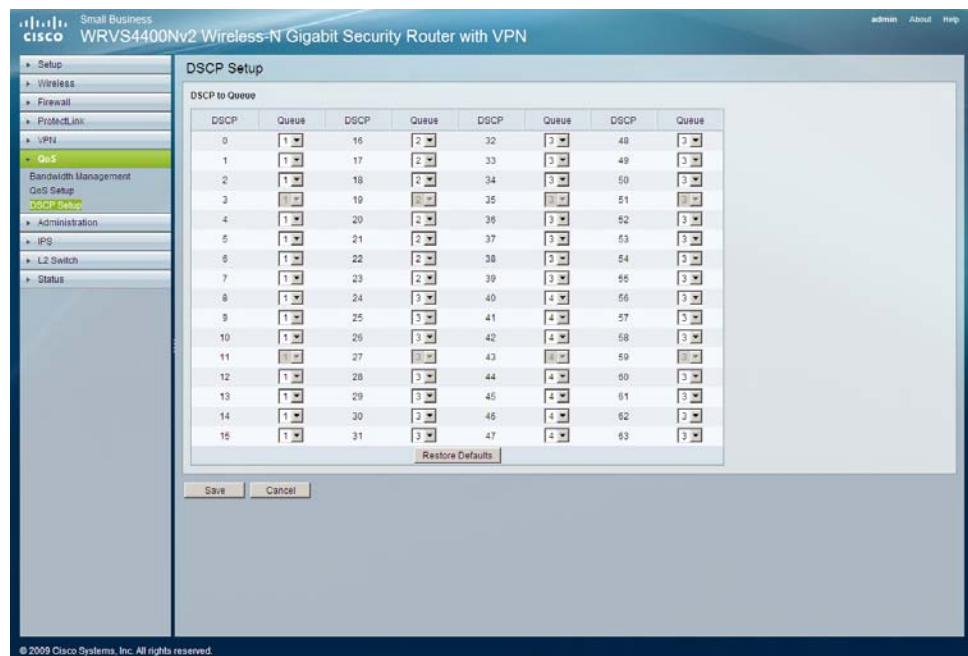 Small Business
CISCO WRVS4400Nv2 Wireless-N Gigabit Security Router with VPN
admin About Help
Setup
Wireless
Firewall
ProtectLink
VPN
QoS
Bandwidth Management
QoS Setup
DSCP Setup
Administration
IPS
L2 Switch
Status
DSCP Setup
DSCP to Queue
DSCP Queue DSCP Queue DSCP Queue DSCP Queue
0 1 16 2 32 3 48 3
1 1 17 2 33 3 49 3
2 1 18 2 34 3 50 3
3 1 19 2 35 3 51 3
4 1 20 2 36 3 52 3
5 1 21 2 37 3 53 3
6 1 22 2 38 3 54 3
7 1 23 2 39 3 55 3
8 1 24 3 40 4 56 3
9 1 25 3 41 4 57 3
10 1 26 3 42 4 58 3
11 1 27 3 43 4 59 3
12 1 28 3 44 4 60 3
13 1 29 3 45 4 61 3
14 1 30 3 46 4 62 3
15 1 31 3 47 4 63 3
Restore Defaults
Save Cancel
© 2009 Cisco Systems, Inc. All rights reserved.